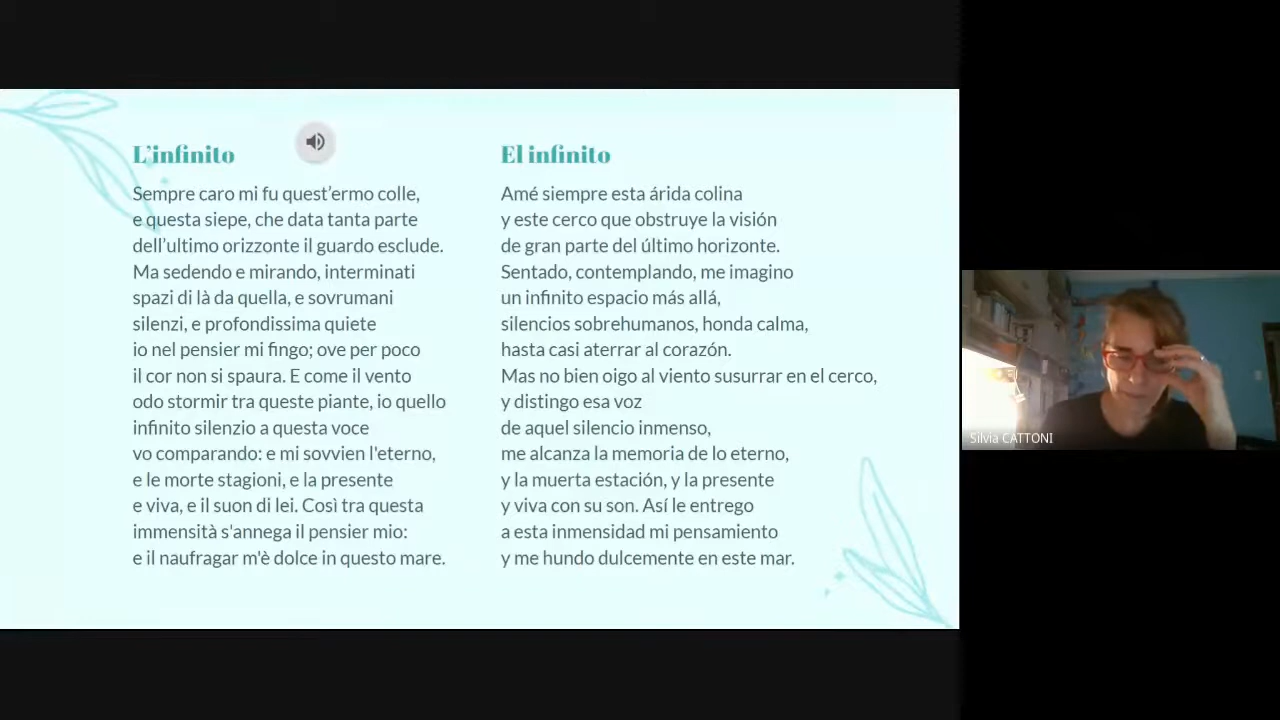 L'infinito
Sempre caro mi fu quest’ermo colle,
e questa siepe, che data tanta parte
dell’ultimo orizzonte il guardo esclude.
Ma sedendo e mirando, interminati
spazi di là da quella, e sovrumani
silenzi, e profondissima quiete
io nel pensier mi fingo; ove per poco
il cor non si spaura. E come il vento
odo stormir tra queste piante, io quello
infinito silenzio a questa voce
vo comparando: e mi sovvien l'eterno,
e le morte stagioni, e la presente
e viva, e il suon di lei. Così tra questa
immensità s'annega il pensier mio:
e il naufragar m'è dolce in questo mare.
El infinito
Amé siempre esta árida colina
y este cerco que obstruye la visión
de gran parte del último horizonte.
Sentado, contemplando, me imagino
un infinito espacio más allá,
silencios sobrehumanos, honda calma,
hasta casi aterrar al corazón.
Mas no bien oigo al viento susurrar en el cerco,
y distingo esa voz
de aquel silencio inmenso,
me alcanza la memoria de lo eterno,
y la muerta estación, y la presente
y viva con su son. Así le entrego
a esta inmensidad mi pensamiento
y me hundo dulcemente en este mar.
Silvia CATTONI